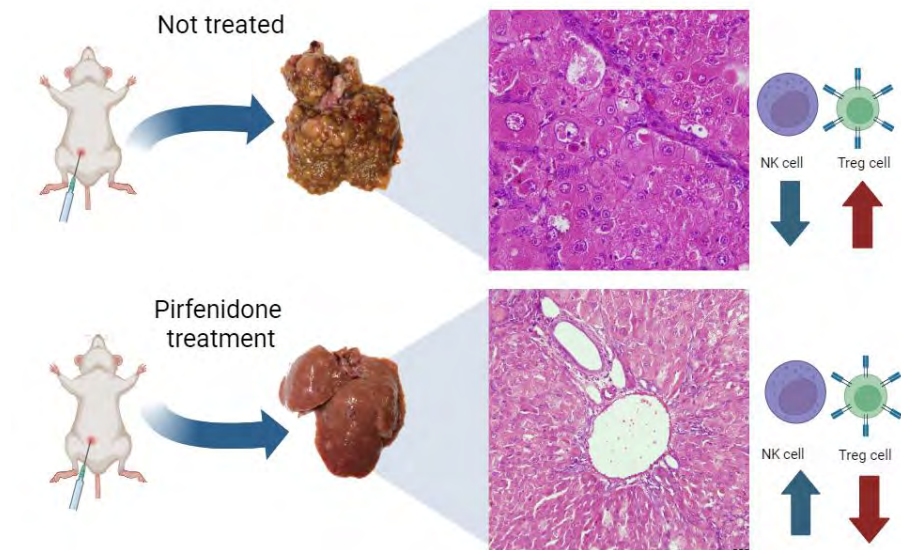 Not treated
NK cell
Treg cell
Pirfenidone
treatment
NK cell
Treg cell